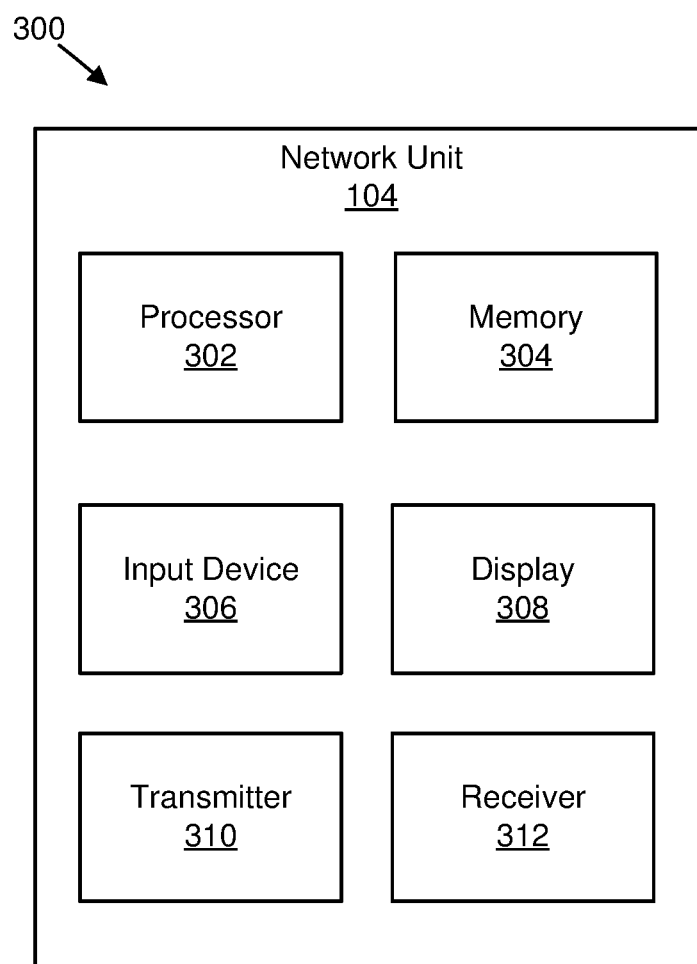 300
Network Unit
104
Processor
302
Memory
304
Input Device
306
Display
308
Transmitter
310
Receiver
312